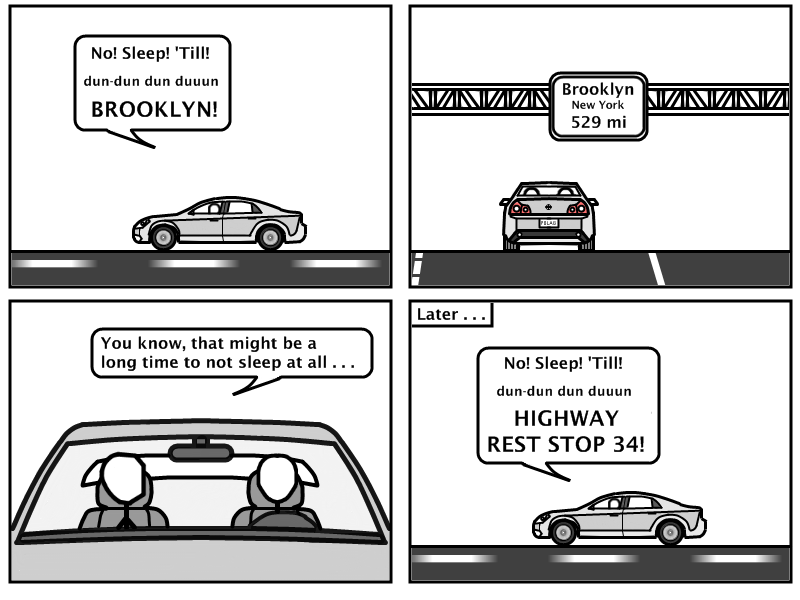 No! Sleep! 'Till!
dun-dun dun duuun
BROOKLYN!
Brooklyn
New York
529 mi
You know, that might be a
long time to not sleep at all . . .
Later . . .
No! Sleep! 'Till!
dun-dun dun duuun
HIGHWAY
REST STOP 34!